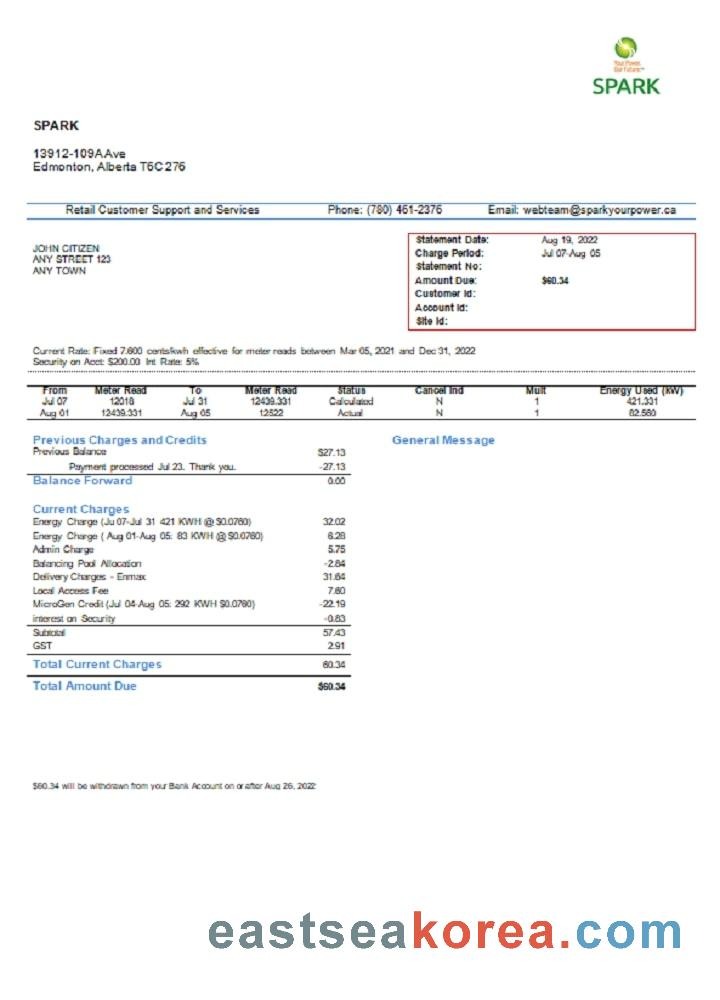 Your Power.
Our Future.™
SPARK
SPARK
13912-109A Ave
Edmonton, Alberta T6C 276
Retail Customer Support and Services Phone: (780) 461-2376 Email: webteam@sparkyourpower.ca
JOHN CITIZEN
ANY STREET 123
ANY TOWN
Statement Date: Aug 19, 2022
Charge Period: Jul 07-Aug 05
Statement No:
Amount Due: $60.34
Customer Id:
Account Id:
Site Id:
Current Rate: Fixed 7.600 cents/kwh effective for meter reads between Mar 05, 2021 and Dec 31, 2022
Security on Acct: $200.00 Int Rate: 5%
From Meter Read To Meter Read Status Cancel Ind Mult Energy Used (kW)
Jul 07 12018 Jul 31 12439.331 Calculated N 1 421.331
Aug 01 12439.331 Aug 05 12522 Actual N 1 82.580
Previous Charges and Credits
Previous Balance $27.13
Payment processed Jul 23. Thank you. -27.13
Balance Forward 0.00
General Message
Current Charges
Energy Charge (Ju 07-Jul 31 421 KWH @ $0.0760) 32.02
Energy Charge ( Aug 01-Aug 05: 83 KWH @ $0.0760) 6.28
Admin Charge 5.75
Balancing Pool Allocation -2.84
Delivery Charges - Enmax 31.64
Local Access Fee 7.60
MicroGen Credit (Jul 04-Aug 05: 292 KWH $0.0760) -22.19
interest on Security -0.83
Subtotal 57.43
GST 2.91
Total Current Charges 60.34
Total Amount Due $60.34
$60.34 will be withdrawn from your Bank Account on or after Aug 26, 2022
eastseakorea.com